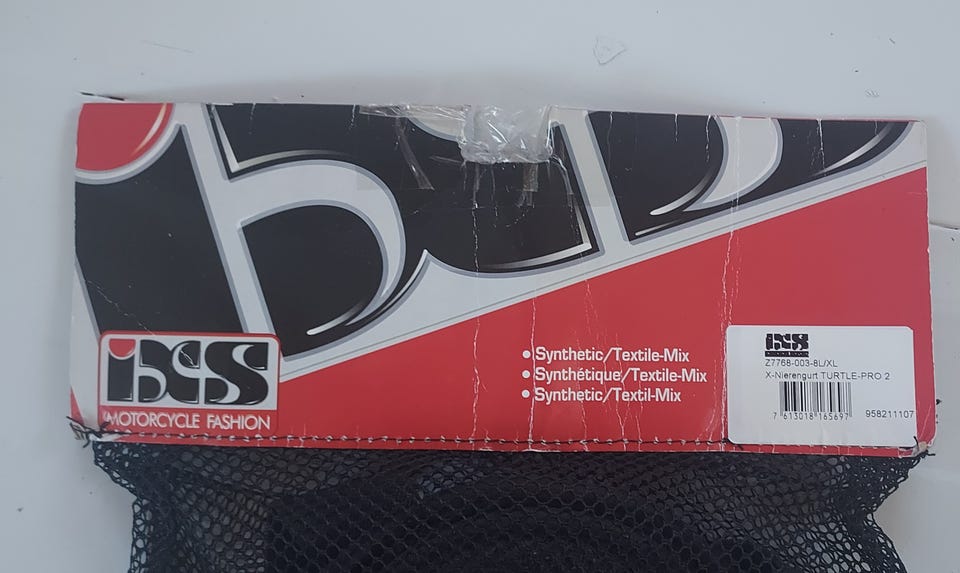 iXS
MOTORCYCLE FASHION
• Synthetic/Textile-Mix
• Synthétique/Textile-Mix
• Synthetic/Textil-Mix
iXS
Z7768-003-8L/XL
X-Nierengurt TURTLE-PRO 2
7 613018 165697
958211107